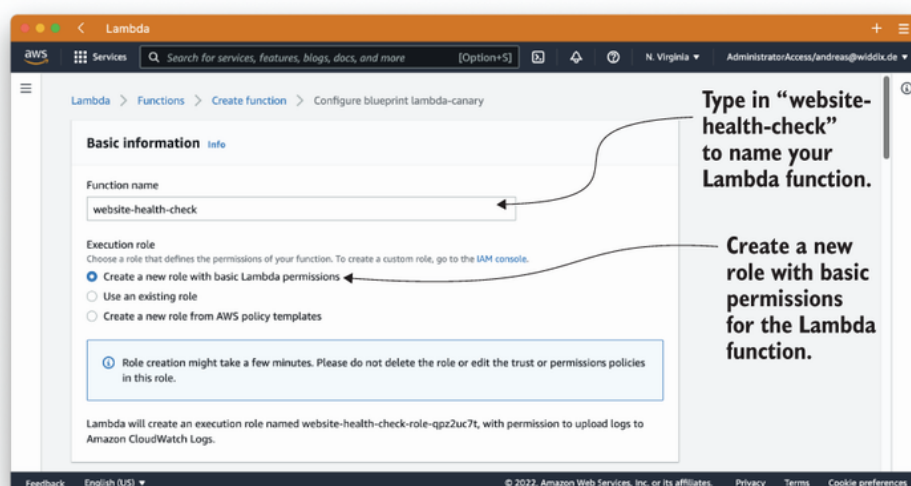 Lambda
aws
Services
Search for services, features, blogs, docs, and more
[Option+S]
N. Virginia
AdministratorAccess/andreas@widdix.de
Lambda > Functions > Create function > Configure blueprint lambda-canary
Basic information Info
Function name
website-health-check
Execution role
Choose a role that defines the permissions of your function. To create a custom role, go to the IAM console.
Create a new role with basic Lambda permissions
Use an existing role
Create a new role from AWS policy templates
Role creation might take a few minutes. Please do not delete the role or edit the trust or permissions policies
in this role.
Lambda will create an execution role named website-health-check-role-qpz2uc7t, with permission to upload logs to
Amazon CloudWatch Logs.
Type in “website-
health-check”
to name your
Lambda function.
Create a new
role with basic
permissions
for the Lambda
function.
Feedback
English (US)
© 2022, Amazon Web Services, Inc. or its affiliates.
Privacy
Terms
Cookie preferences